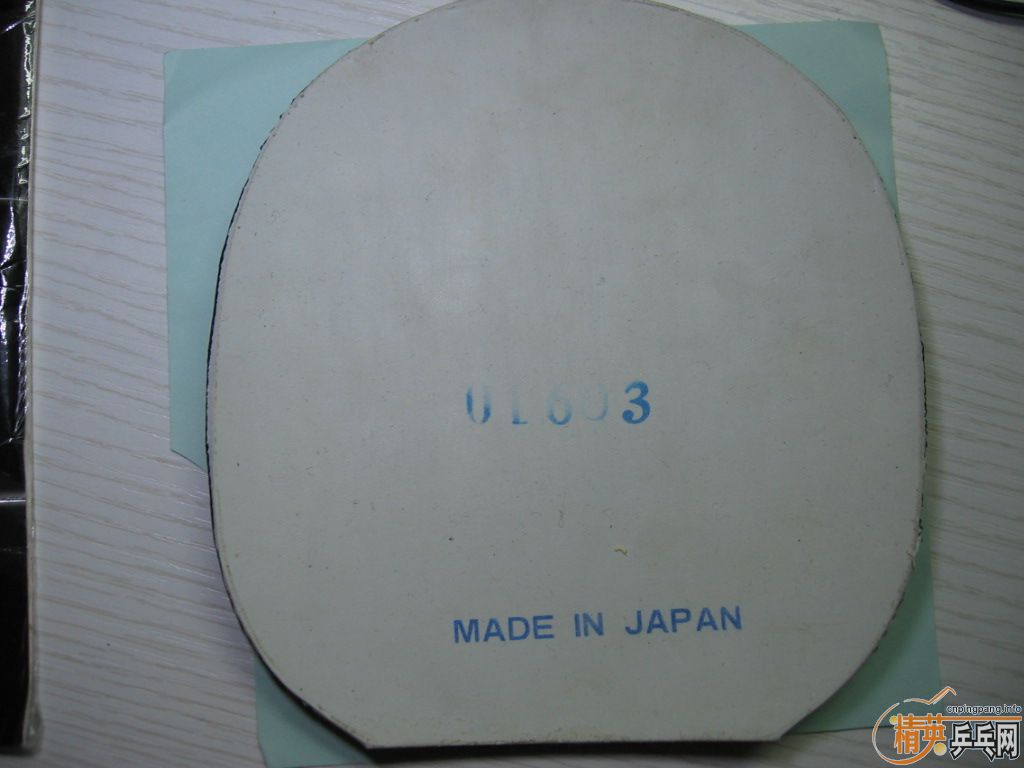 MADE IN JAPAN
cnpingpang.info
精英乒乓网